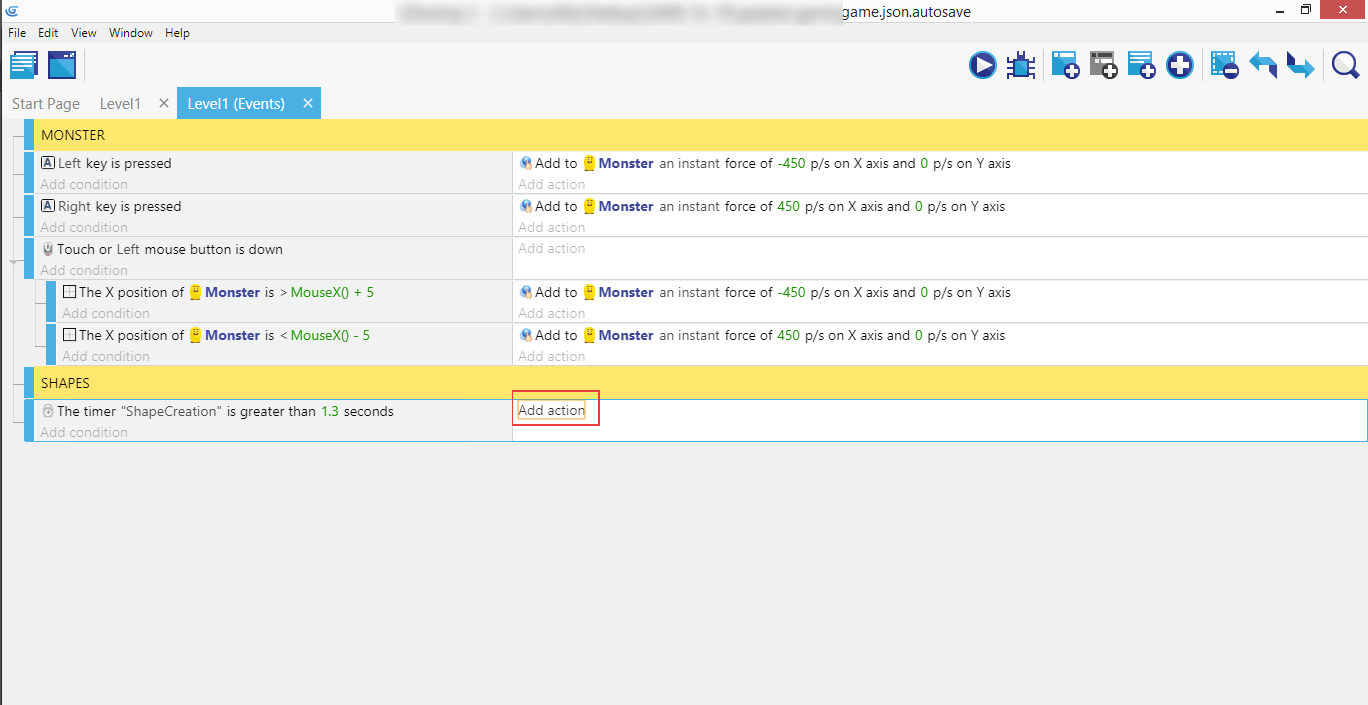 game.json.autosave
File Edit View Window Help
Start Page Level1 × Level1 (Events) ×
MONSTER
Left key is pressed Add to Monster an instant force of -450 p/s on X axis and 0 p/s on Y axis
Add condition Add action
Right key is pressed Add to Monster an instant force of 450 p/s on X axis and 0 p/s on Y axis
Add condition Add action
Touch or Left mouse button is down Add action
Add condition
The X position of Monster is > MouseX() + 5 Add to Monster an instant force of -450 p/s on X axis and 0 p/s on Y axis
Add condition Add action
The X position of Monster is < MouseX() - 5 Add to Monster an instant force of 450 p/s on X axis and 0 p/s on Y axis
Add condition Add action
SHAPES
The timer "ShapeCreation" is greater than 1.3 seconds Add action
Add condition